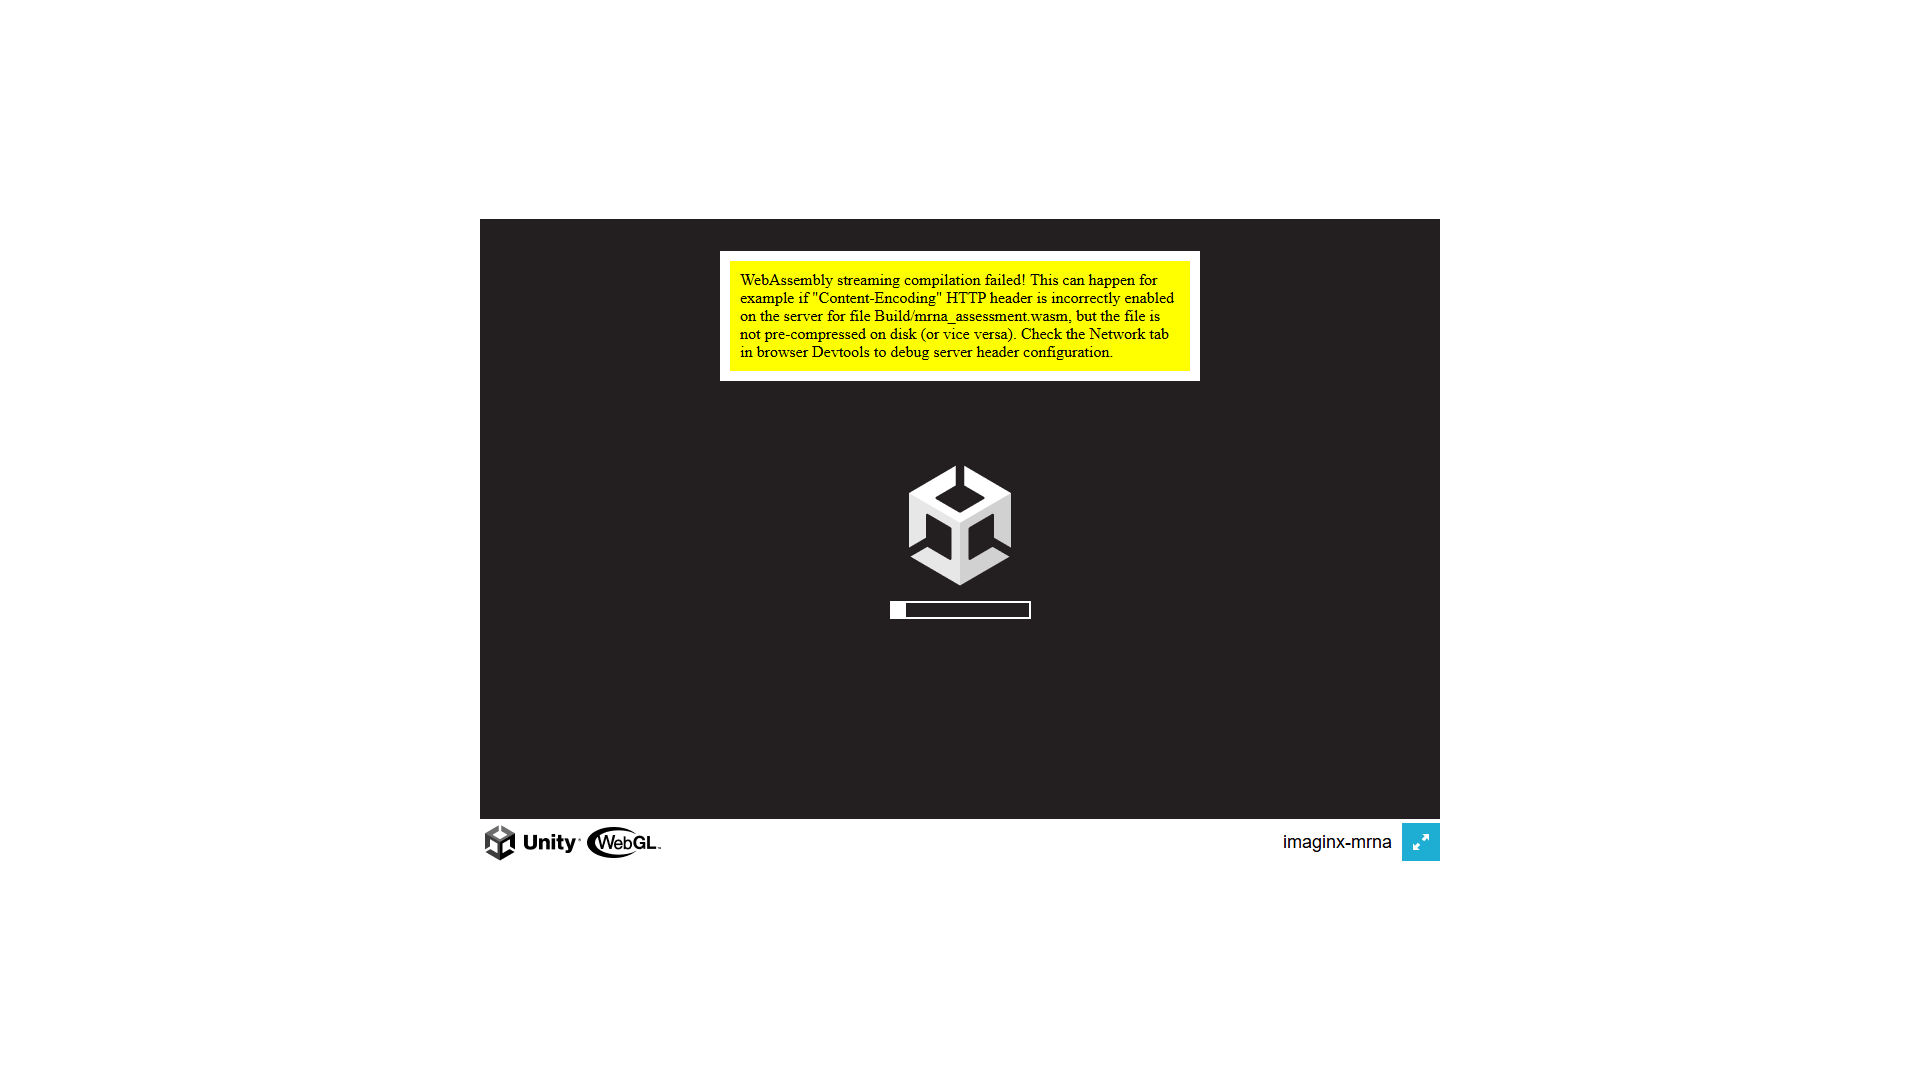 WebAssembly streaming compilation failed! This can happen for
example if "Content-Encoding" HTTP header is incorrectly enabled
on the server for file Build/mrna_assessment.wasm, but the file is
not pre-compressed on disk (or vice versa). Check the Network tab
in browser Devtools to debug server header configuration.
Unity WebGL
imaginx-mrna